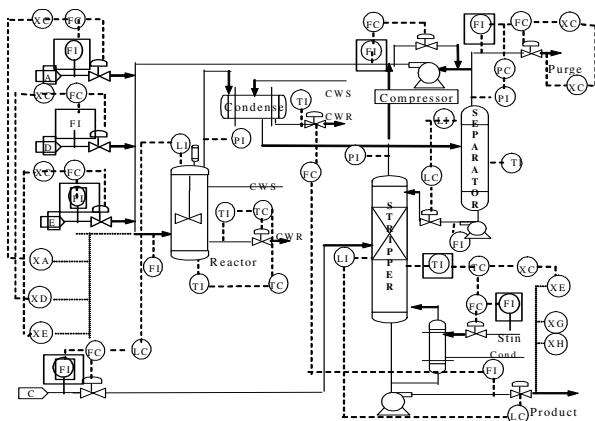 XC FC
FI
A
XC FC
FI
D
XC FC
FI
E
XA
XD
XE
FI
FC LC
FI
C
LI
PI
Condense
TI
CWS
CWR
FC
CWS
TI TC
CWR
Reactor
TI TC
FC
FI
Compressor
FI FC XC
Purge
PC XC
PI
SEPARATOR
LI
TI
PI
LC
FI
STRIPPER
LI
TI TC XC XE
FC FI
Stin
XG
XH
Cond
FI
LC Product